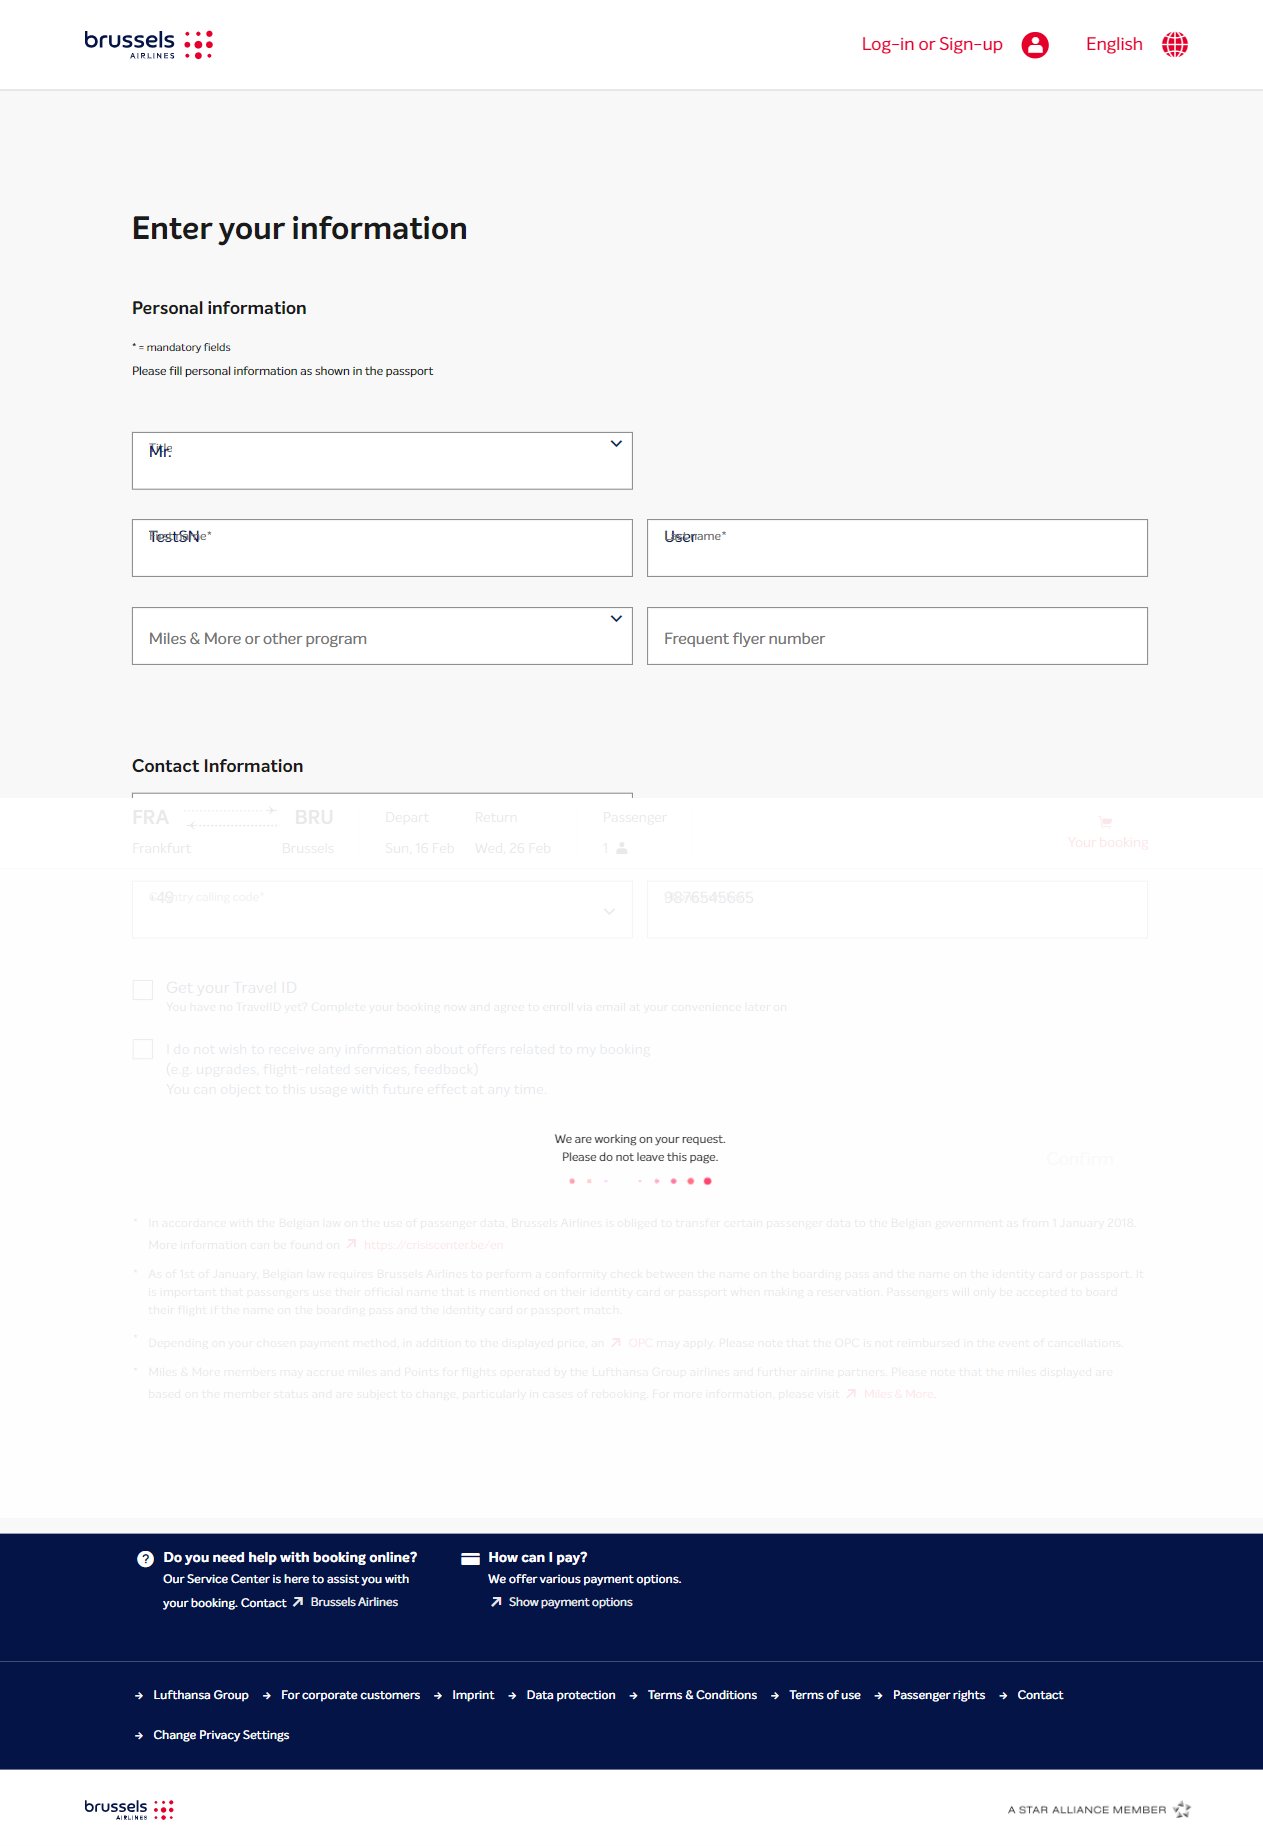 brussels
AIRLINES
Log-in or Sign-up
English
Enter your information
Personal information
* = mandatory fields
Please fill personal information as shown in the passport
Title
Mr.
TestSN
User
Miles & More or other program
Frequent flyer number
Contact Information
FRA
BRU
Depart
Return
Passenger
Frankfurt
Brussels
Sun, 16 Feb
Wed, 26 Feb
1
Your booking
calling code*
9876545665
Get your Travel ID
You have no TravelID yet? Complete your booking now and agree to enroll via email at your convenience later on
I do not wish to receive any information about offers related to my booking
(e.g. upgrades, flight-related services, feedback)
You can object to this usage with future effect at any time.
We are working on your request.
Please do not leave this page.
Confirm
* In accordance with the Belgian law on the use of passenger data, Brussels Airlines is obliged to transfer certain passenger data to the Belgian government as from 1 January 2018.
More information can be found on https://crisiscenter.be/en
* As of 1st of January, Belgian law requires Brussels Airlines to perform a conformity check between the name on the boarding pass and the name on the identity card or passport. It
is important that passengers use their official name that is mentioned on their identity card or passport when making a reservation. Passengers will only be accepted to board
their flight if the name on the boarding pass and the identity card or passport match.
* Depending on your chosen payment method, in addition to the displayed price, an OPC may apply. Please note that the OPC is not reimbursed in the event of cancellations.
* Miles & More members may accrue miles and Points for flights operated by the Lufthansa Group airlines and further airline partners. Please note that the miles displayed are
based on the member status and are subject to change, particularly in cases of rebooking. For more information, please visit Miles & More.
Do you need help with booking online?
Our Service Center is here to assist you with
your booking. Contact Brussels Airlines
How can I pay?
We offer various payment options.
Show payment options
Lufthansa Group
For corporate customers
Imprint
Data protection
Terms & Conditions
Terms of use
Passenger rights
Contact
Change Privacy Settings
brussels
AIRLINES
A STAR ALLIANCE MEMBER